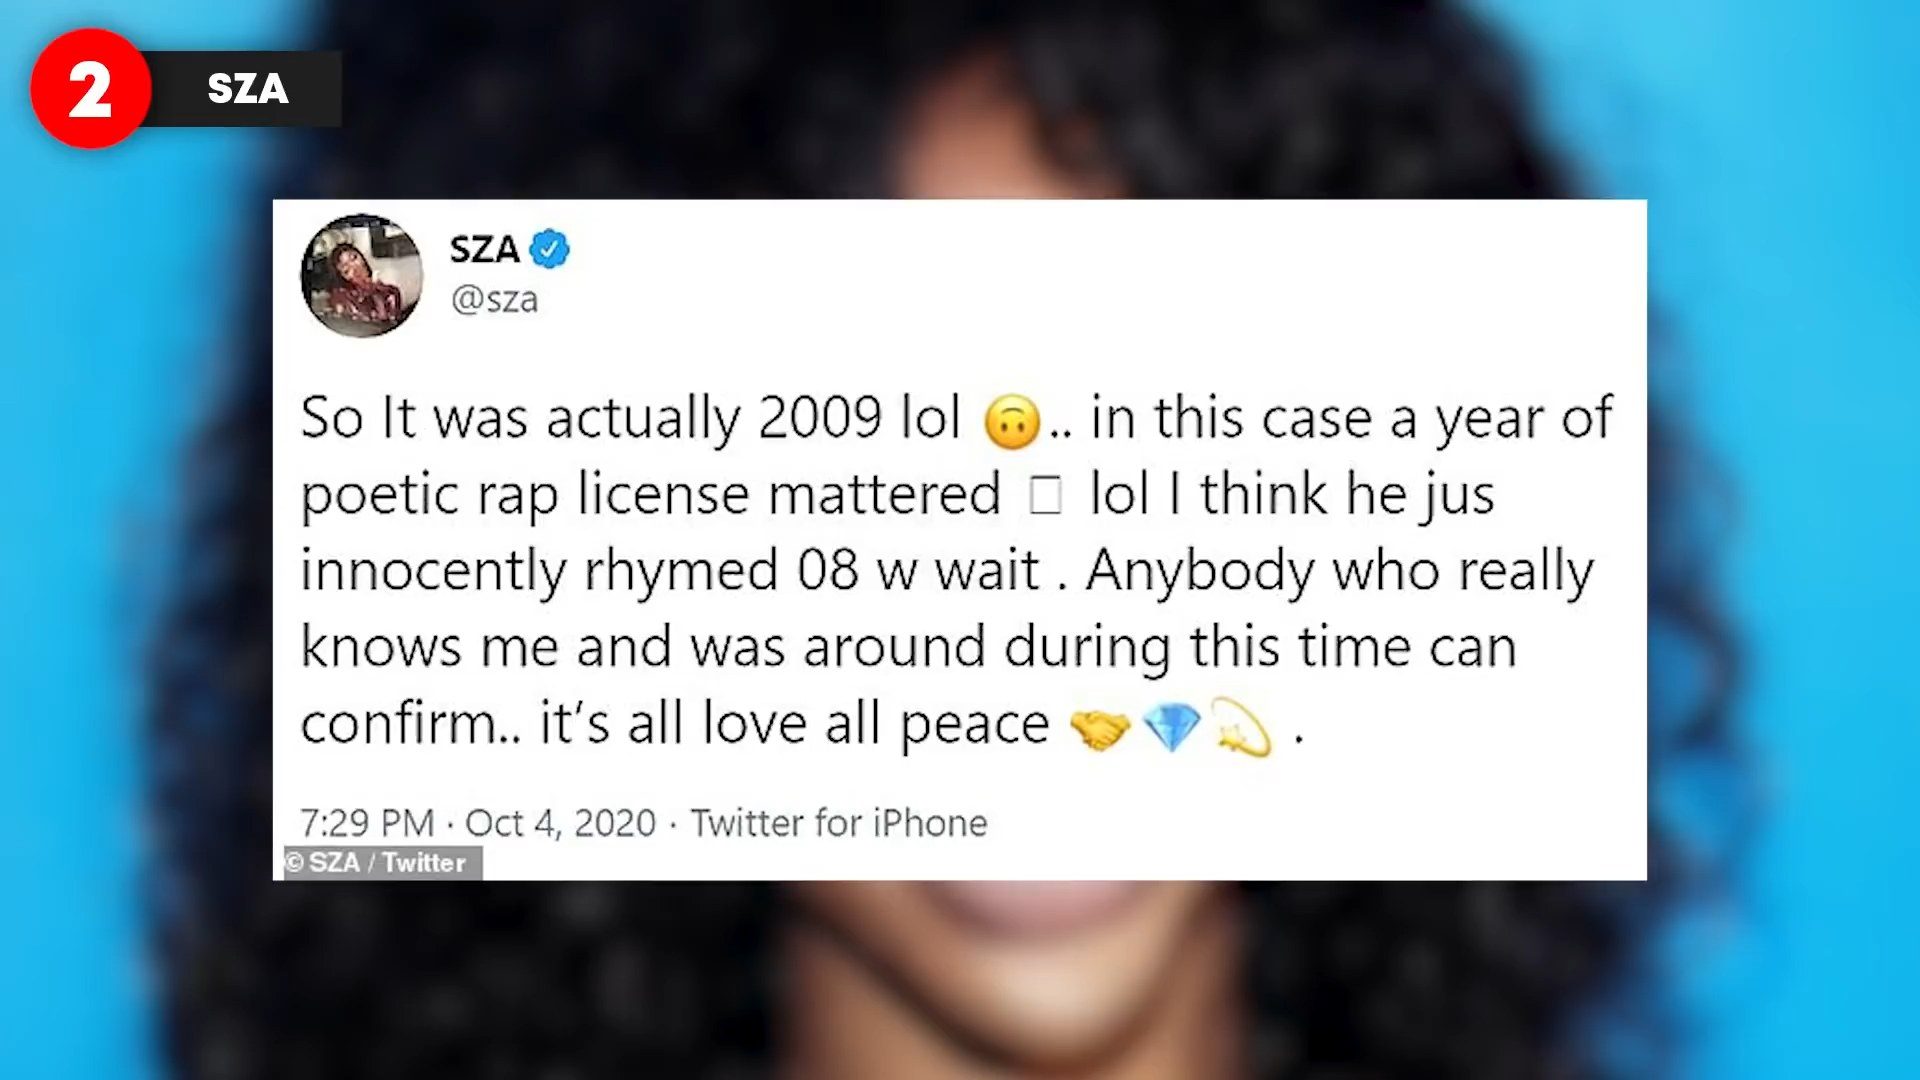 2
SZA
SZA
@sza
So It was actually 2009 lol 🙃.. in this case a year of
poetic rap license mattered □ lol I think he jus
innocently rhymed 08 w wait . Anybody who really
knows me and was around during this time can
confirm.. it's all love all peace 🤝💎💫 .
7:29 PM · Oct 4, 2020 · Twitter for iPhone
© SZA / Twitter